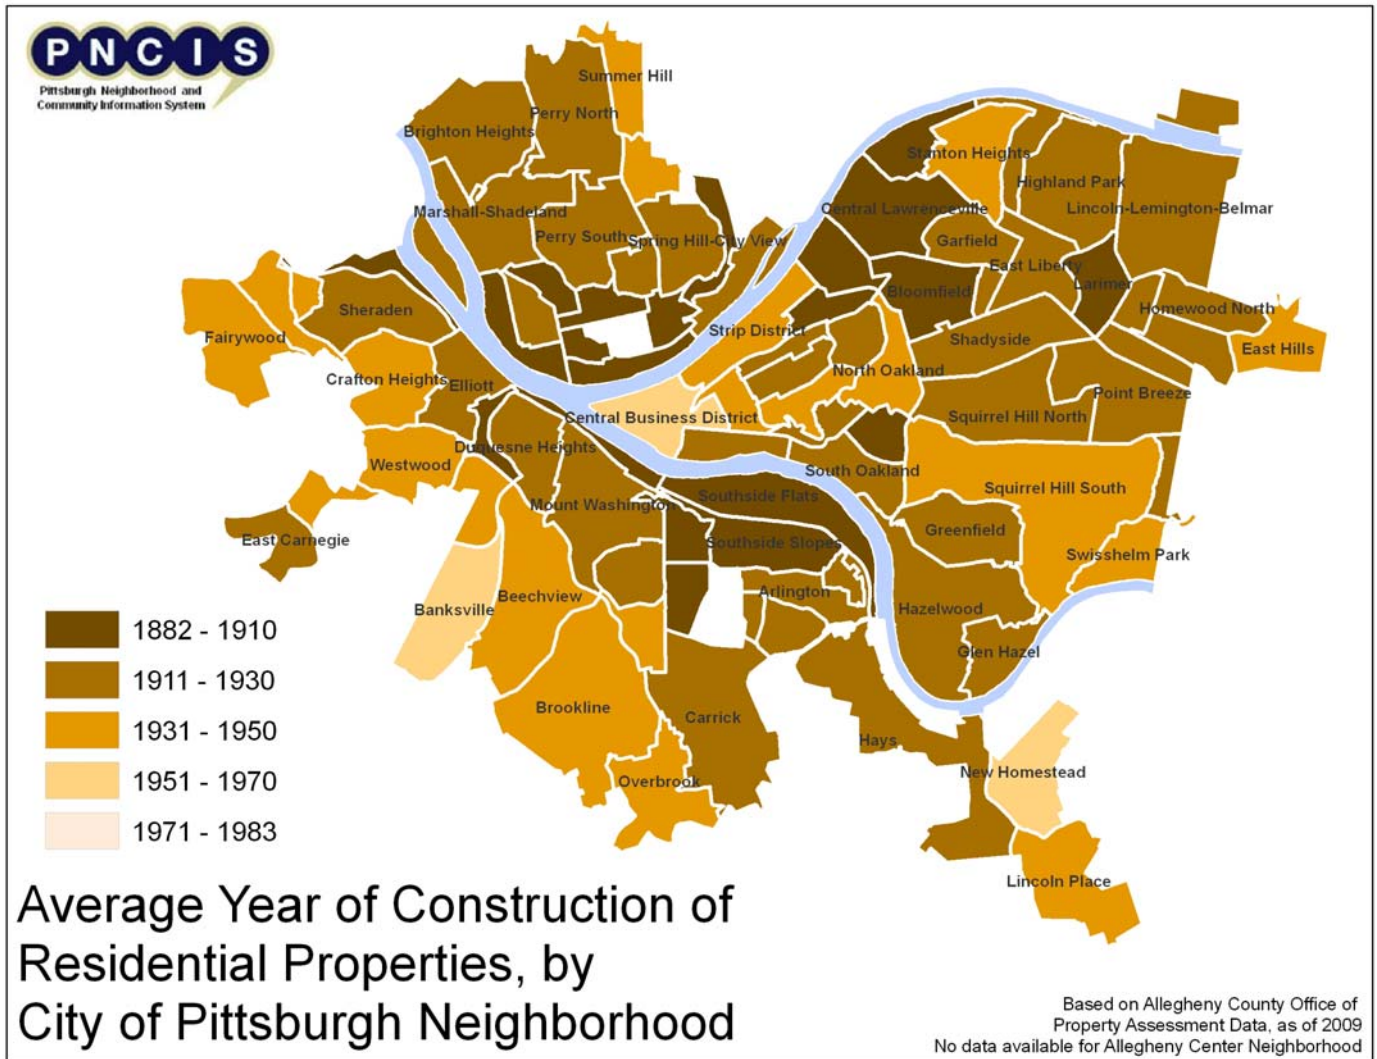 PNCIS
Pittsburgh Neighborhood and
Community Information System
Summer Hill
Perry North
Brighton Heights
Stanton Heights
Highland Park
Marshall-Shadeland
Central Lawrenceville
Lincoln-Lemington-Belmar
Perry South
Spring Hill-City View
Garfield
East Liberty
Larimer
Bloomfield
Sheraden
Homewood North
Fairywood
Strip District
Shadyside
East Hills
Crafton Heights
Elliott
North Oakland
Point Breeze
Central Business District
Squirrel Hill North
Duquesne Heights
Westwood
South Oakland
Squirrel Hill South
Southside Flats
Mount Washington
Greenfield
East Carnegie
Southside Slopes
Swisshelm Park
Arlington
Beechview
Banksville
Hazelwood
Glen Hazel
Brookline
Carrick
Hays
New Homestead
Overbrook
Lincoln Place
1882 - 1910
1911 - 1930
1931 - 1950
1951 - 1970
1971 - 1983
Average Year of Construction of
Residential Properties, by
City of Pittsburgh Neighborhood
Based on Allegheny County Office of
Property Assessment Data, as of 2009
No data available for Allegheny Center Neighborhood